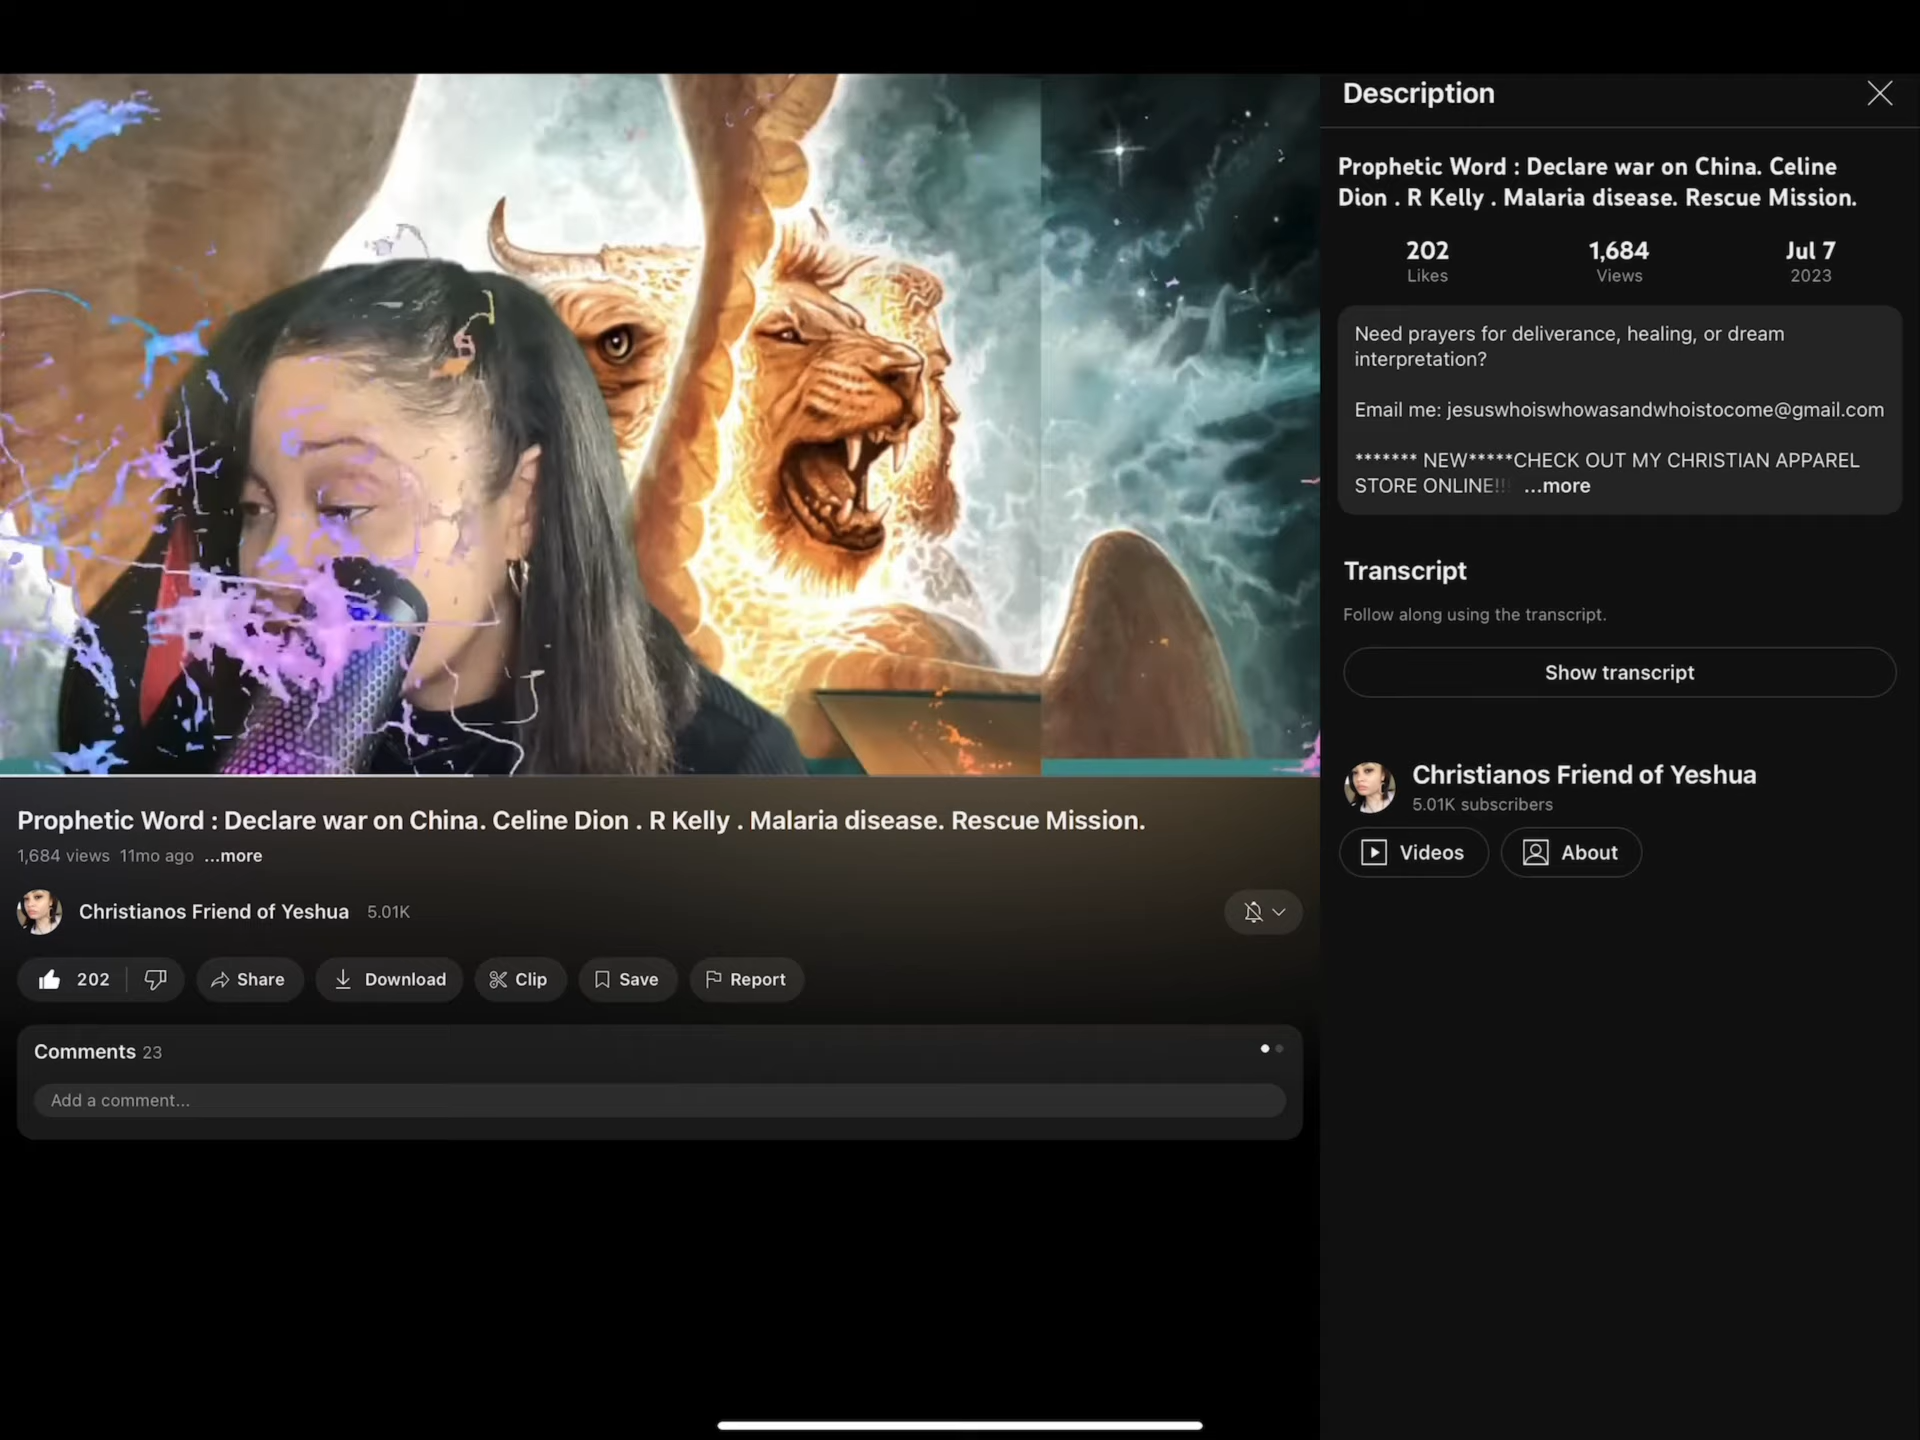 Prophetic Word : Declare war on China. Celine Dion . R Kelly . Malaria disease. Rescue Mission.
1,684 views 11mo ago ...more
Christianos Friend of Yeshua 5.01K
202 Share Download Clip Save Report
Comments 23
Add a comment...
Description
Prophetic Word : Declare war on China. Celine
Dion . R Kelly . Malaria disease. Rescue Mission.
202 1,684 Jul 7
Likes Views 2023
Need prayers for deliverance, healing, or dream
interpretation?
Email me: jesuswhoiswhowasandwhoistocome@gmail.com
******* NEW*****CHECK OUT MY CHRISTIAN APPAREL
STORE ONLINE!!! ...more
Transcript
Follow along using the transcript.
Show transcript
Christianos Friend of Yeshua
5.01K subscribers
Videos About